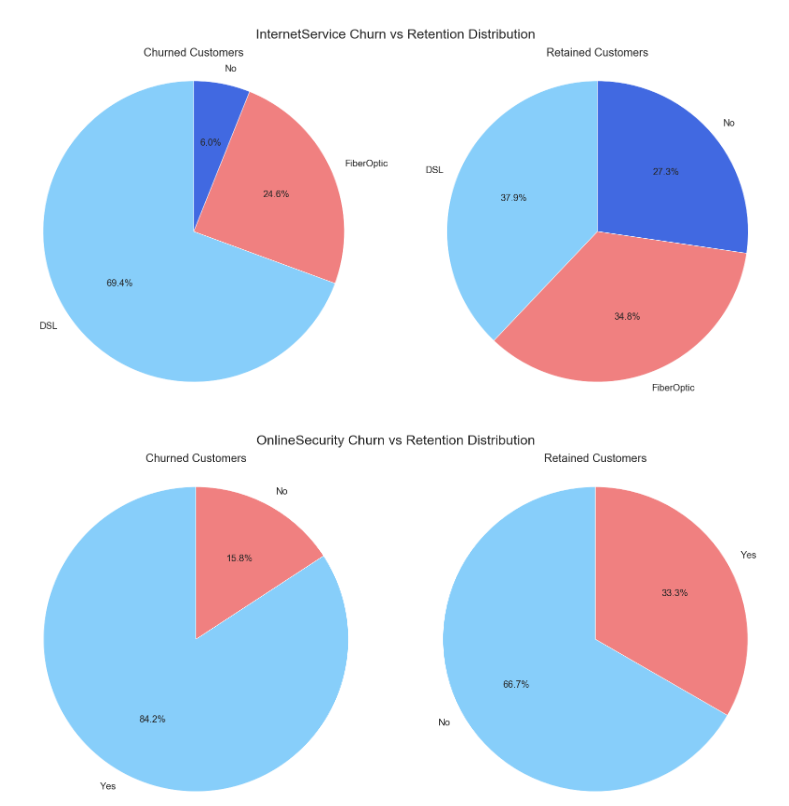 InternetService Churn vs Retention Distribution
Churned Customers
Retained Customers
No
6.0%
FiberOptic
24.6%
69.4%
DSL
No
DSL
27.3%
37.9%
34.8%
FiberOptic
OnlineSecurity Churn vs Retention Distribution
Churned Customers
Retained Customers
No
15.8%
84.2%
Yes
Yes
33.3%
66.7%
No